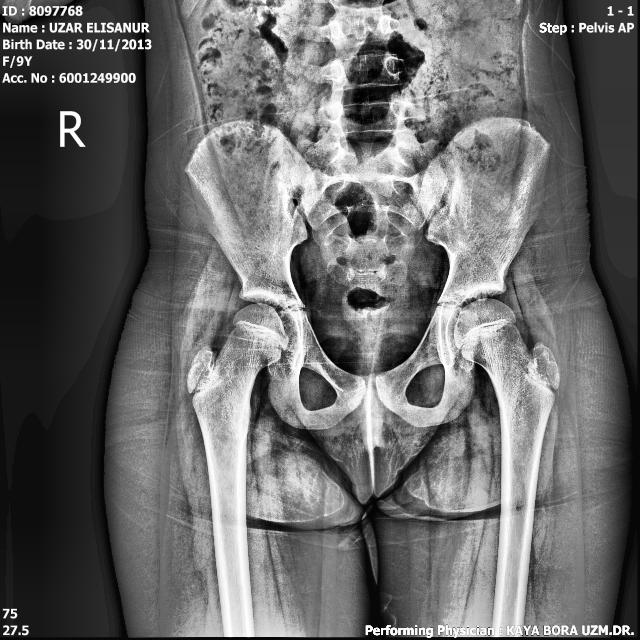 ID : 8097768
Name : UZAR ELISANUR
Birth Date : 30/11/2013
F/9Y
Acc. No : 6001249900
1 - 1
Step : Pelvis AP
R
75
27.5
Performing Physician : KAYA BORA UZM.DR.